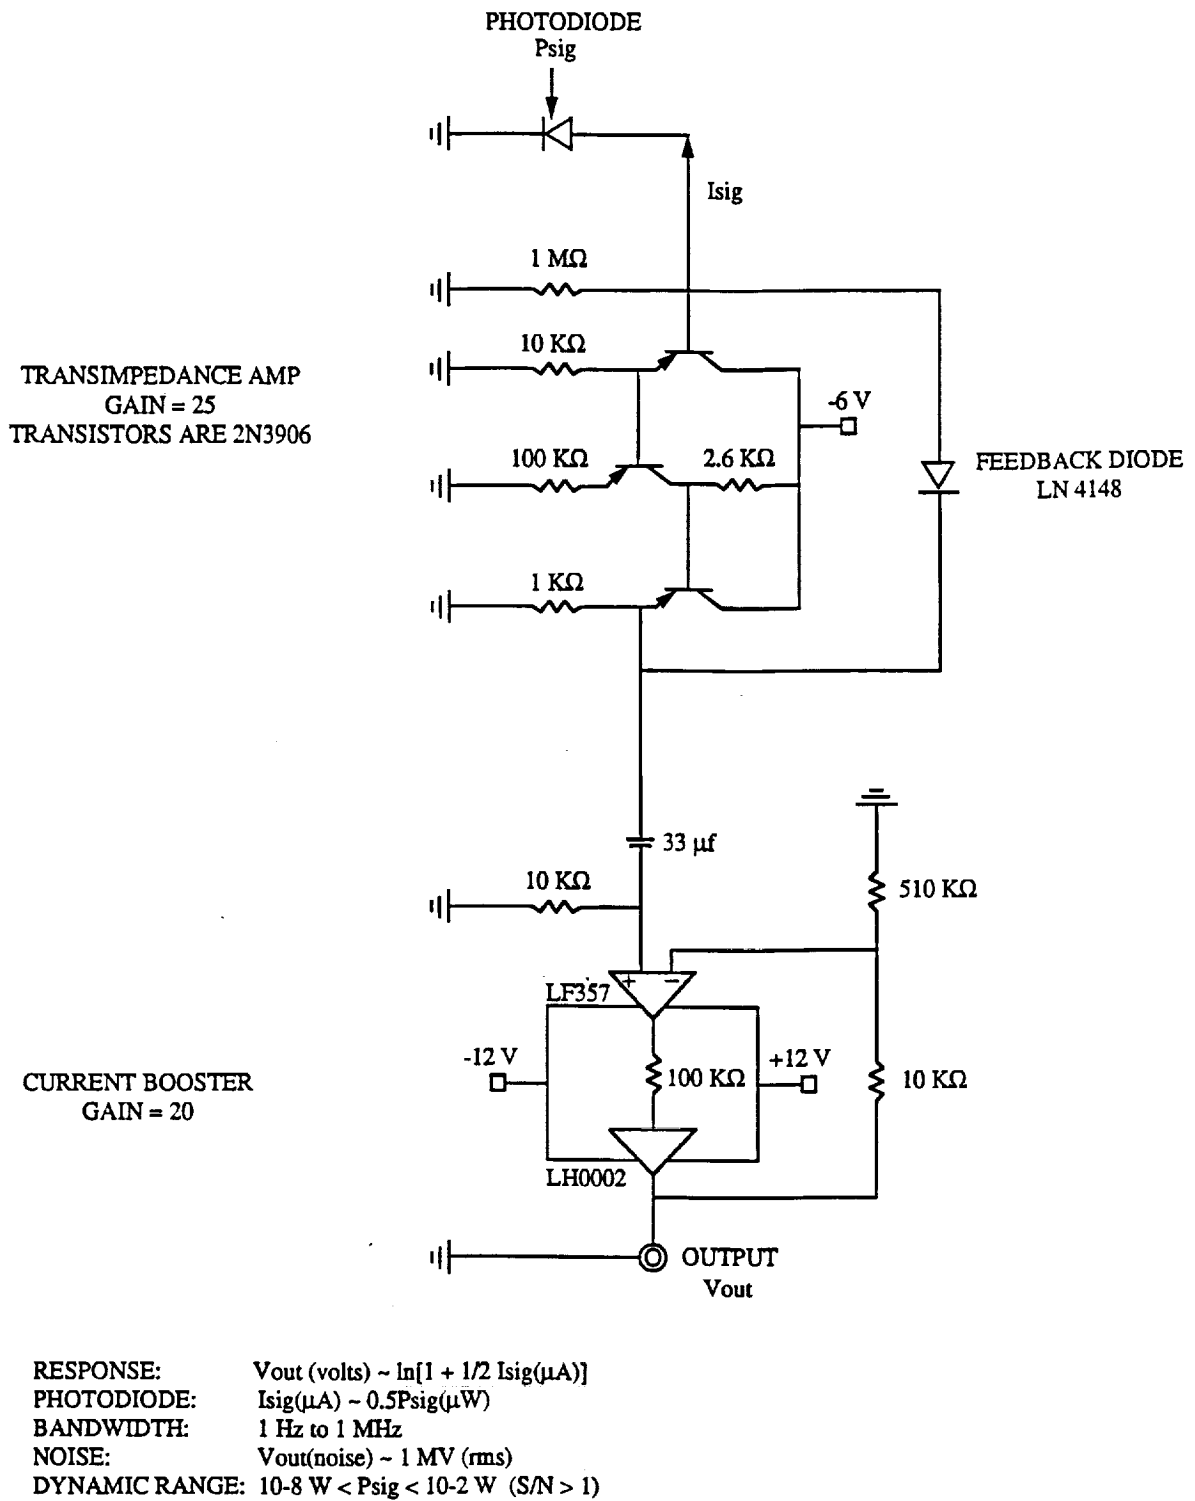 PHOTODIODE
Psig
Isig
1 MΩ
10 KΩ
TRANSIMPEDANCE AMP
GAIN = 25
TRANSISTORS ARE 2N3906
-6 V
100 KΩ
2.6 KΩ
FEEDBACK DIODE
LN 4148
1 KΩ
33 µf
10 KΩ
510 KΩ
+ −
LF357
-12 V
+12 V
100 KΩ
10 KΩ
CURRENT BOOSTER
GAIN = 20
LH0002
OUTPUT
Vout
RESPONSE: Vout (volts) ~ ln[1 + 1/2 Isig(µA)]
PHOTODIODE: Isig(µA) ~ 0.5Psig(µW)
BANDWIDTH: 1 Hz to 1 MHz
NOISE: Vout(noise) ~ 1 MV (rms)
DYNAMIC RANGE: 10-8 W < Psig < 10-2 W (S/N > 1)